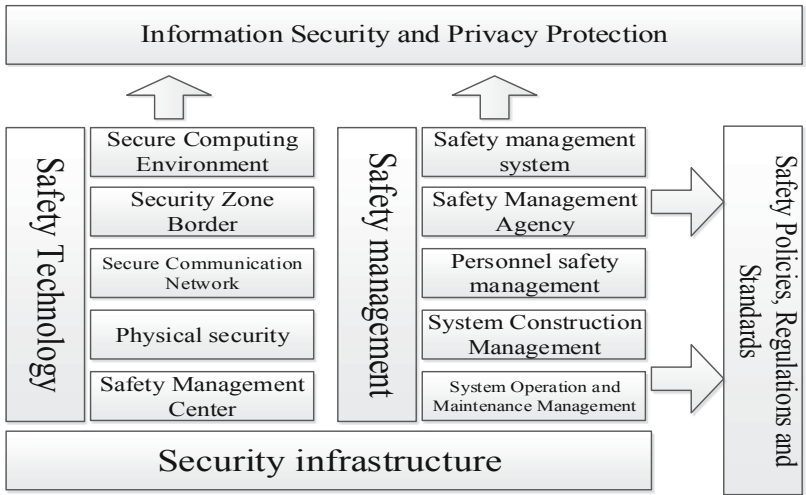 Information Security and Privacy Protection
Safety Technology
Secure Computing
Environment
Security Zone
Border
Secure Communication
Network
Physical security
Safety Management
Center
Safety management
Safety management
system
Safety Management
Agency
Personnel safety
management
System Construction
Management
System Operation and
Maintenance Management
Safety Policies, Regulations and
Standards
Security infrastructure